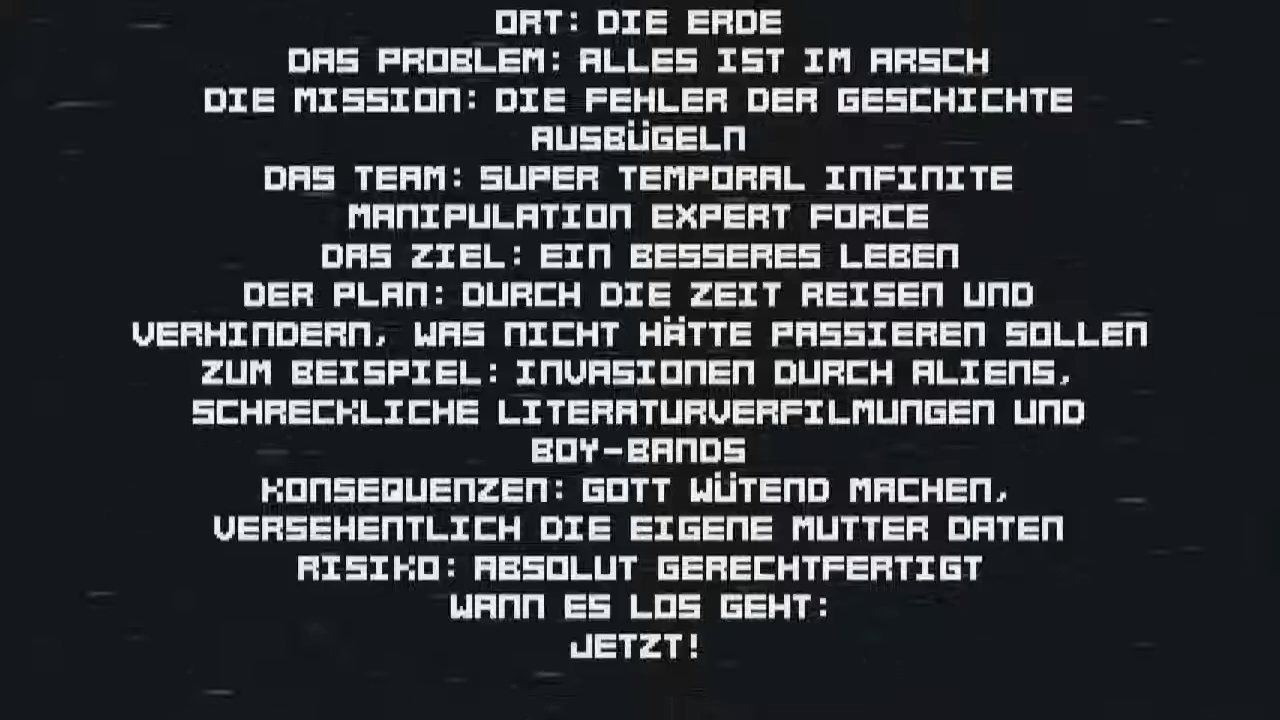 ORT: DIE ERDE
DAS PROBLEM: ALLES IST IM ARSCH
DIE MISSION: DIE FEHLER DER GESCHICHTE
AUSBÜGELN
DAS TEAM: SUPER TEMPORAL INFINITE
MANIPULATION EXPERT FORCE
DAS ZIEL: EIN BESSERES LEBEN
DER PLAN: DURCH DIE ZEIT REISEN UND
VERHINDERN, WAS NICHT HÄTTE PASSIEREN SOLLEN
ZUM BEISPIEL: INVASIONEN DURCH ALIENS,
SCHRECKLICHE LITERATURVERFILMUNGEN UND
BOY-BANDS
KONSEQUENZEN: GOTT WÜTEND MACHEN,
VERSEHENTLICH DIE EIGENE MUTTER DATEN
RISIKO: ABSOLUT GERECHTFERTIGT
WANN ES LOS GEHT:
JETZT!